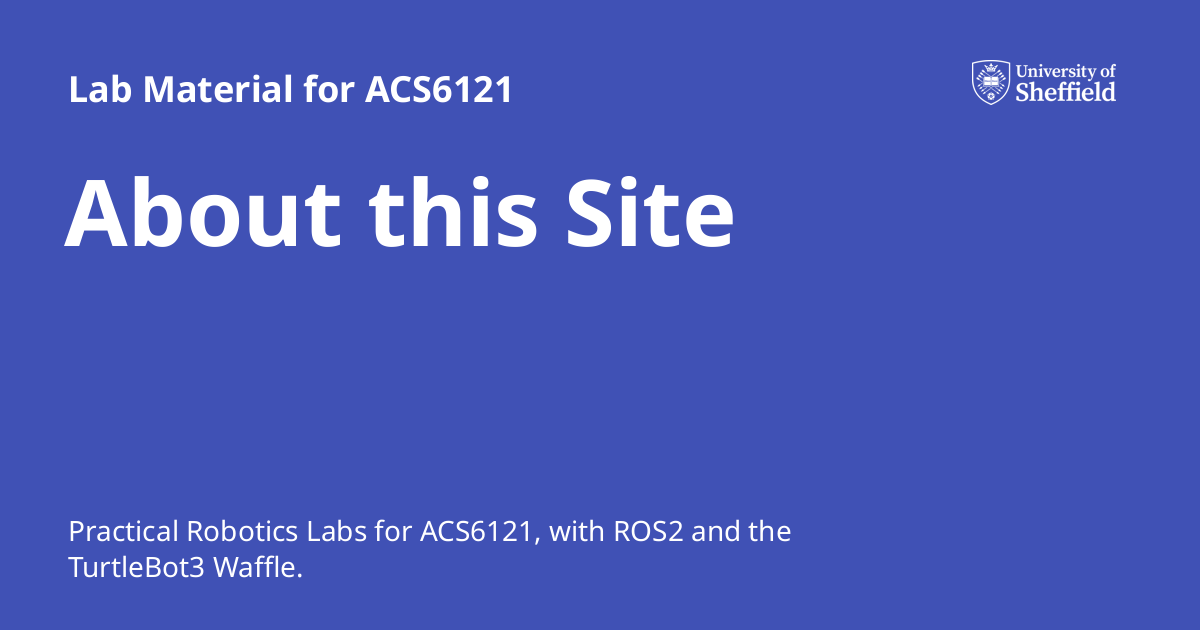 Lab Material for ACS6121
University of
Sheffield
About this Site
Practical Robotics Labs for ACS6121, with ROS2 and the
TurtleBot3 Waffle.